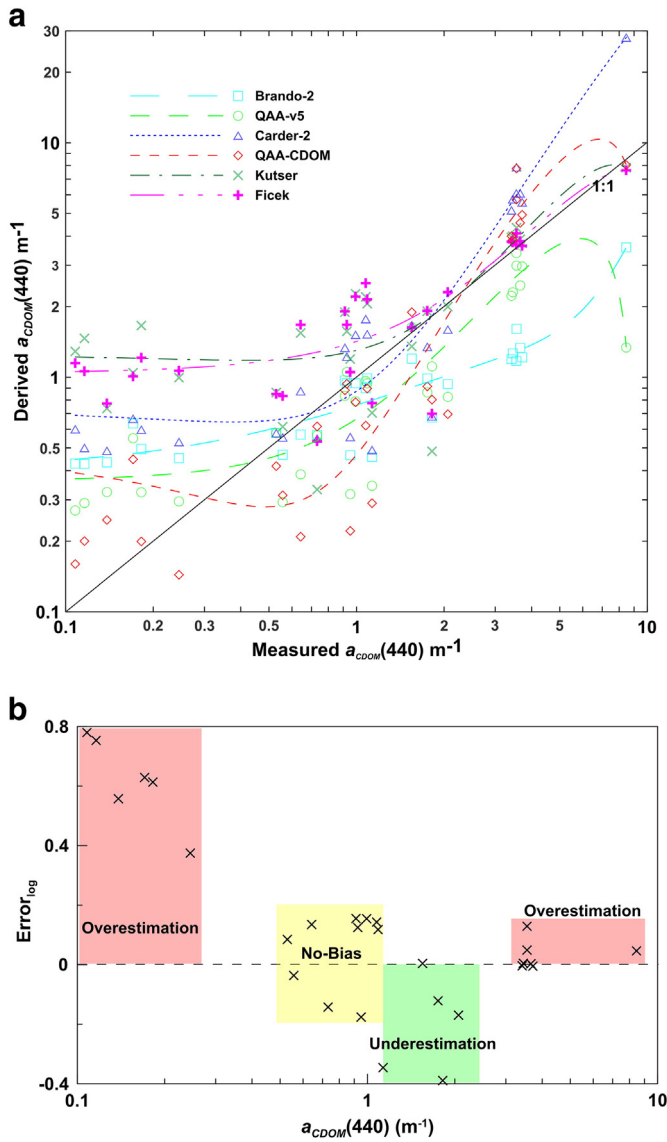 a
30
20
10
5
4
3
2
1
0.5
0.4
0.3
0.2
0.1
Derived aCDOM(440) m-1
Brando-2
QAA-v5
Carder-2
QAA-CDOM
Kutser
Ficek
1:1
0.1 0.2 0.3 0.5 1 2 3 5 10
Measured aCDOM(440) m-1
b
0.8
0.4
0
-0.4
Errorlog
Overestimation
No-Bias
Underestimation
Overestimation
0.1 1 10
aCDOM(440) (m-1)